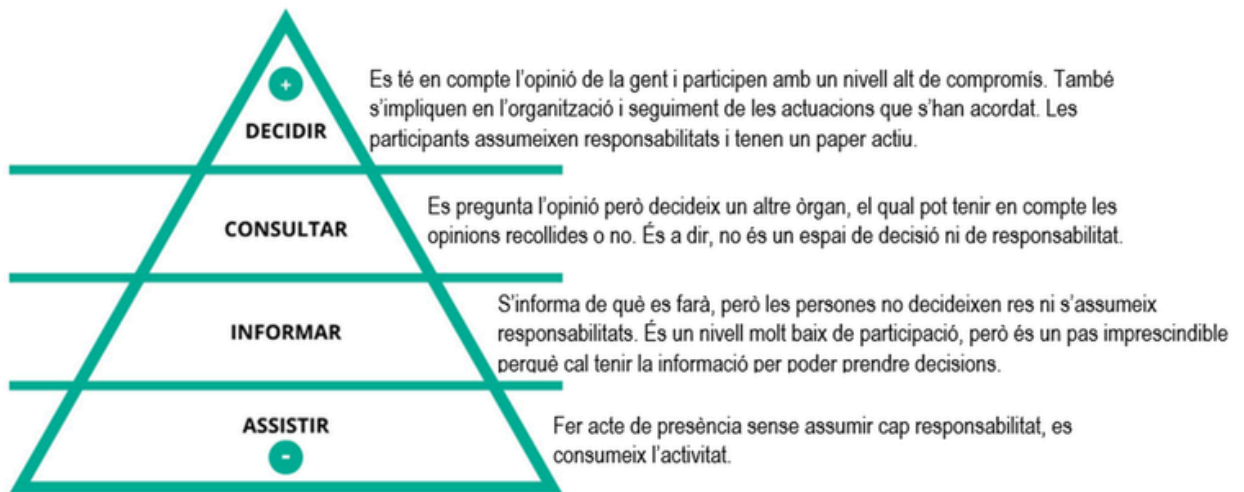 +
DECIDIR
Es té en compte l’opinió de la gent i participen amb un nivell alt de compromís. També
s’impliquen en l’organització i seguiment de les actuacions que s’han acordat. Les
participants assumeixen responsabilitats i tenen un paper actiu.
CONSULTAR
Es pregunta l’opinió però decideix un altre òrgan, el qual pot tenir en compte les
opinions recollides o no. És a dir, no és un espai de decisió ni de responsabilitat.
INFORMAR
S’informa de què es farà, però les persones no decideixen res ni s’assumeix
responsabilitats. És un nivell molt baix de participació, però és un pas imprescindible
perquè cal tenir la informació per poder prendre decisions.
ASSISTIR
-
Fer acte de presència sense assumir cap responsabilitat, es
consumeix l’activitat.